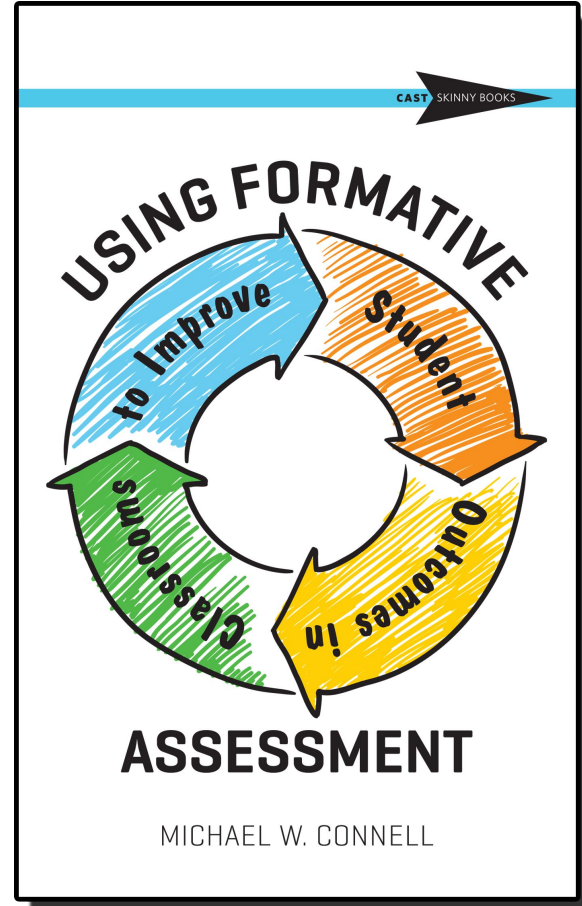 CAST SKINNY BOOKS
USING FORMATIVE
to Improve
Student
Outcomes in
Classrooms
ASSESSMENT
MICHAEL W. CONNELL